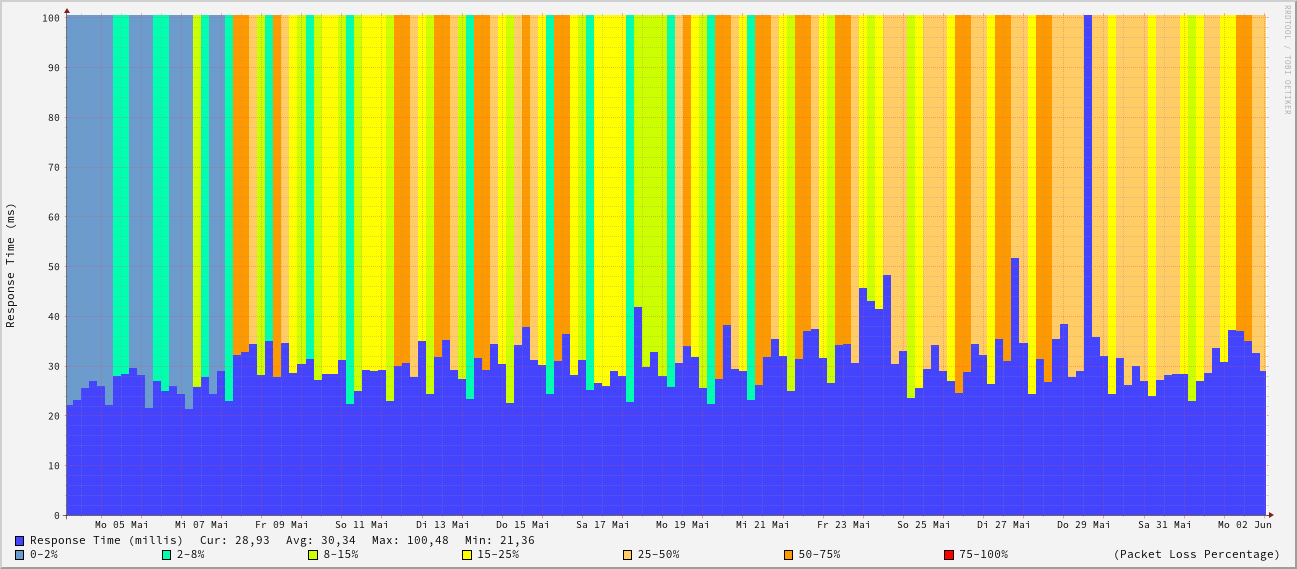 RRDTOOL / TOBI OETIKER
Response Time (ms)
100
90
80
70
60
50
40
30
20
10
0
Mo 05 Mai Mi 07 Mai Fr 09 Mai So 11 Mai Di 13 Mai Do 15 Mai Sa 17 Mai Mo 19 Mai Mi 21 Mai Fr 23 Mai So 25 Mai Di 27 Mai Do 29 Mai Sa 31 Mai Mo 02 Jun
Response Time (millis) Cur: 28,93 Avg: 30,34 Max: 100,48 Min: 21,36
0-2% 2-8% 8-15% 15-25% 25-50% 50-75% 75-100% (Packet Loss Percentage)